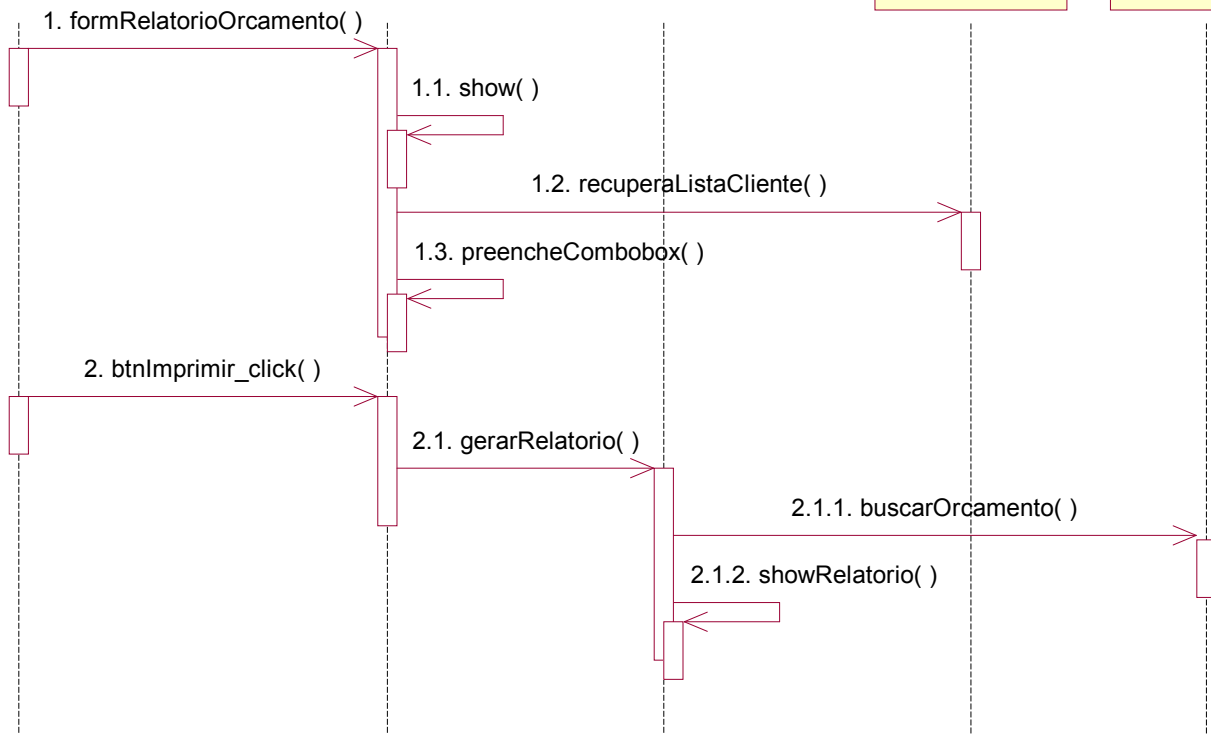 1. formRelatorioOrcamento( )
1.1. show( )
1.2. recuperaListaCliente( )
1.3. preencheCombobox( )
2. btnImprimir_click( )
2.1. gerarRelatorio( )
2.1.1. buscarOrcamento( )
2.1.2. showRelatorio( )